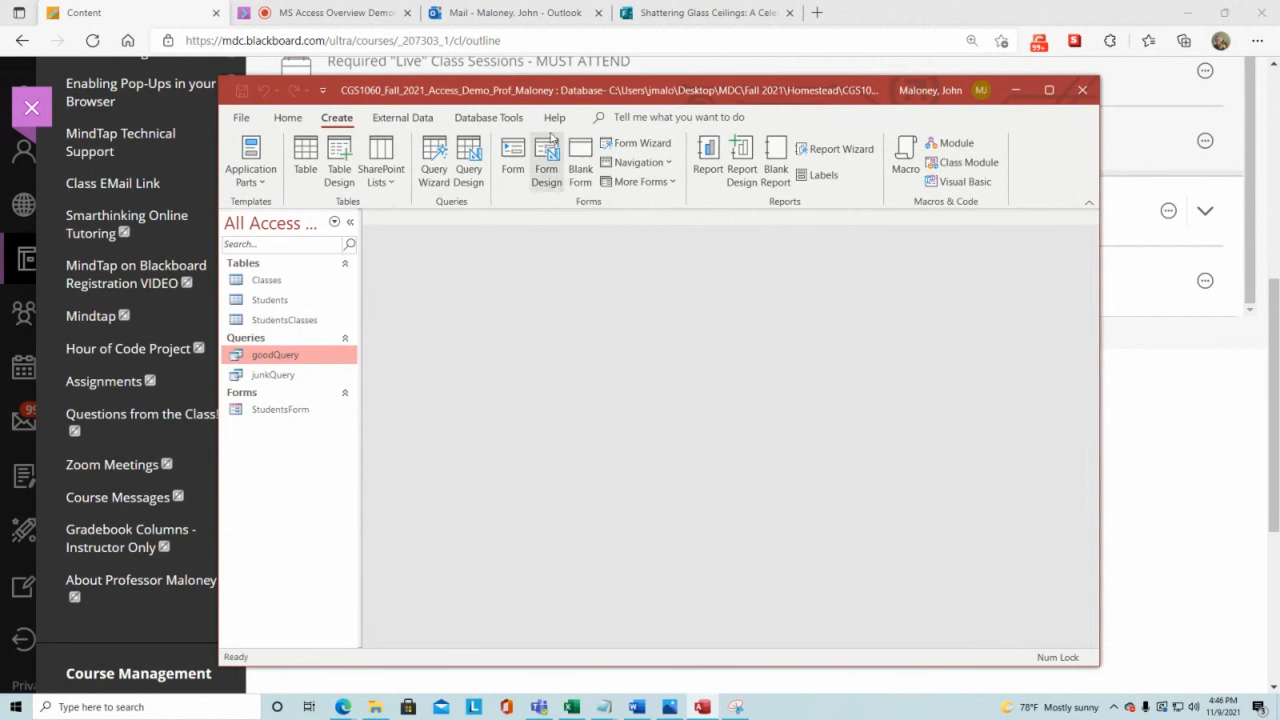 Content
MS Access Overview Demo
Mail - Maloney, John - Outlook
Shattering Glass Ceilings: A Cele
https://mdc.blackboard.com/ultra/courses/_207303_1/cl/outline
99+
Required "Live" Class Sessions - MUST ATTEND
Enabling Pop-Ups in your
Browser
MindTap Technical
Support
Class EMail Link
Smarthinking Online
Tutoring
MindTap on Blackboard
Registration VIDEO
Mindtap
Hour of Code Project
Assignments
Questions from the Class!
Zoom Meetings
Course Messages
Gradebook Columns -
Instructor Only
About Professor Maloney
Course Management
99
Priva
CGS1060_Fall_2021_Access_Demo_Prof_Maloney : Database- C:\Users\jmalo\Desktop\MDC\Fall 2021\Homestead\CGS10...
Maloney, John MJ
File Home Create External Data Database Tools Help Tell me what you want to do
Application
Parts
Templates
Table
Table
Design
SharePoint
Lists
Tables
Query
Wizard
Query
Design
Queries
Form
Form
Design
Blank
Form
Form Wizard
Navigation
More Forms
Forms
Report
Report
Design
Blank
Report
Report Wizard
Labels
Reports
Macro
Module
Class Module
Visual Basic
Macros & Code
All Access ...
Search...
Tables
Classes
Students
StudentsClasses
Queries
goodQuery
junkQuery
Forms
StudentsForm
Ready
Num Lock
Type here to search
78°F Mostly sunny
4:46 PM
11/9/2021